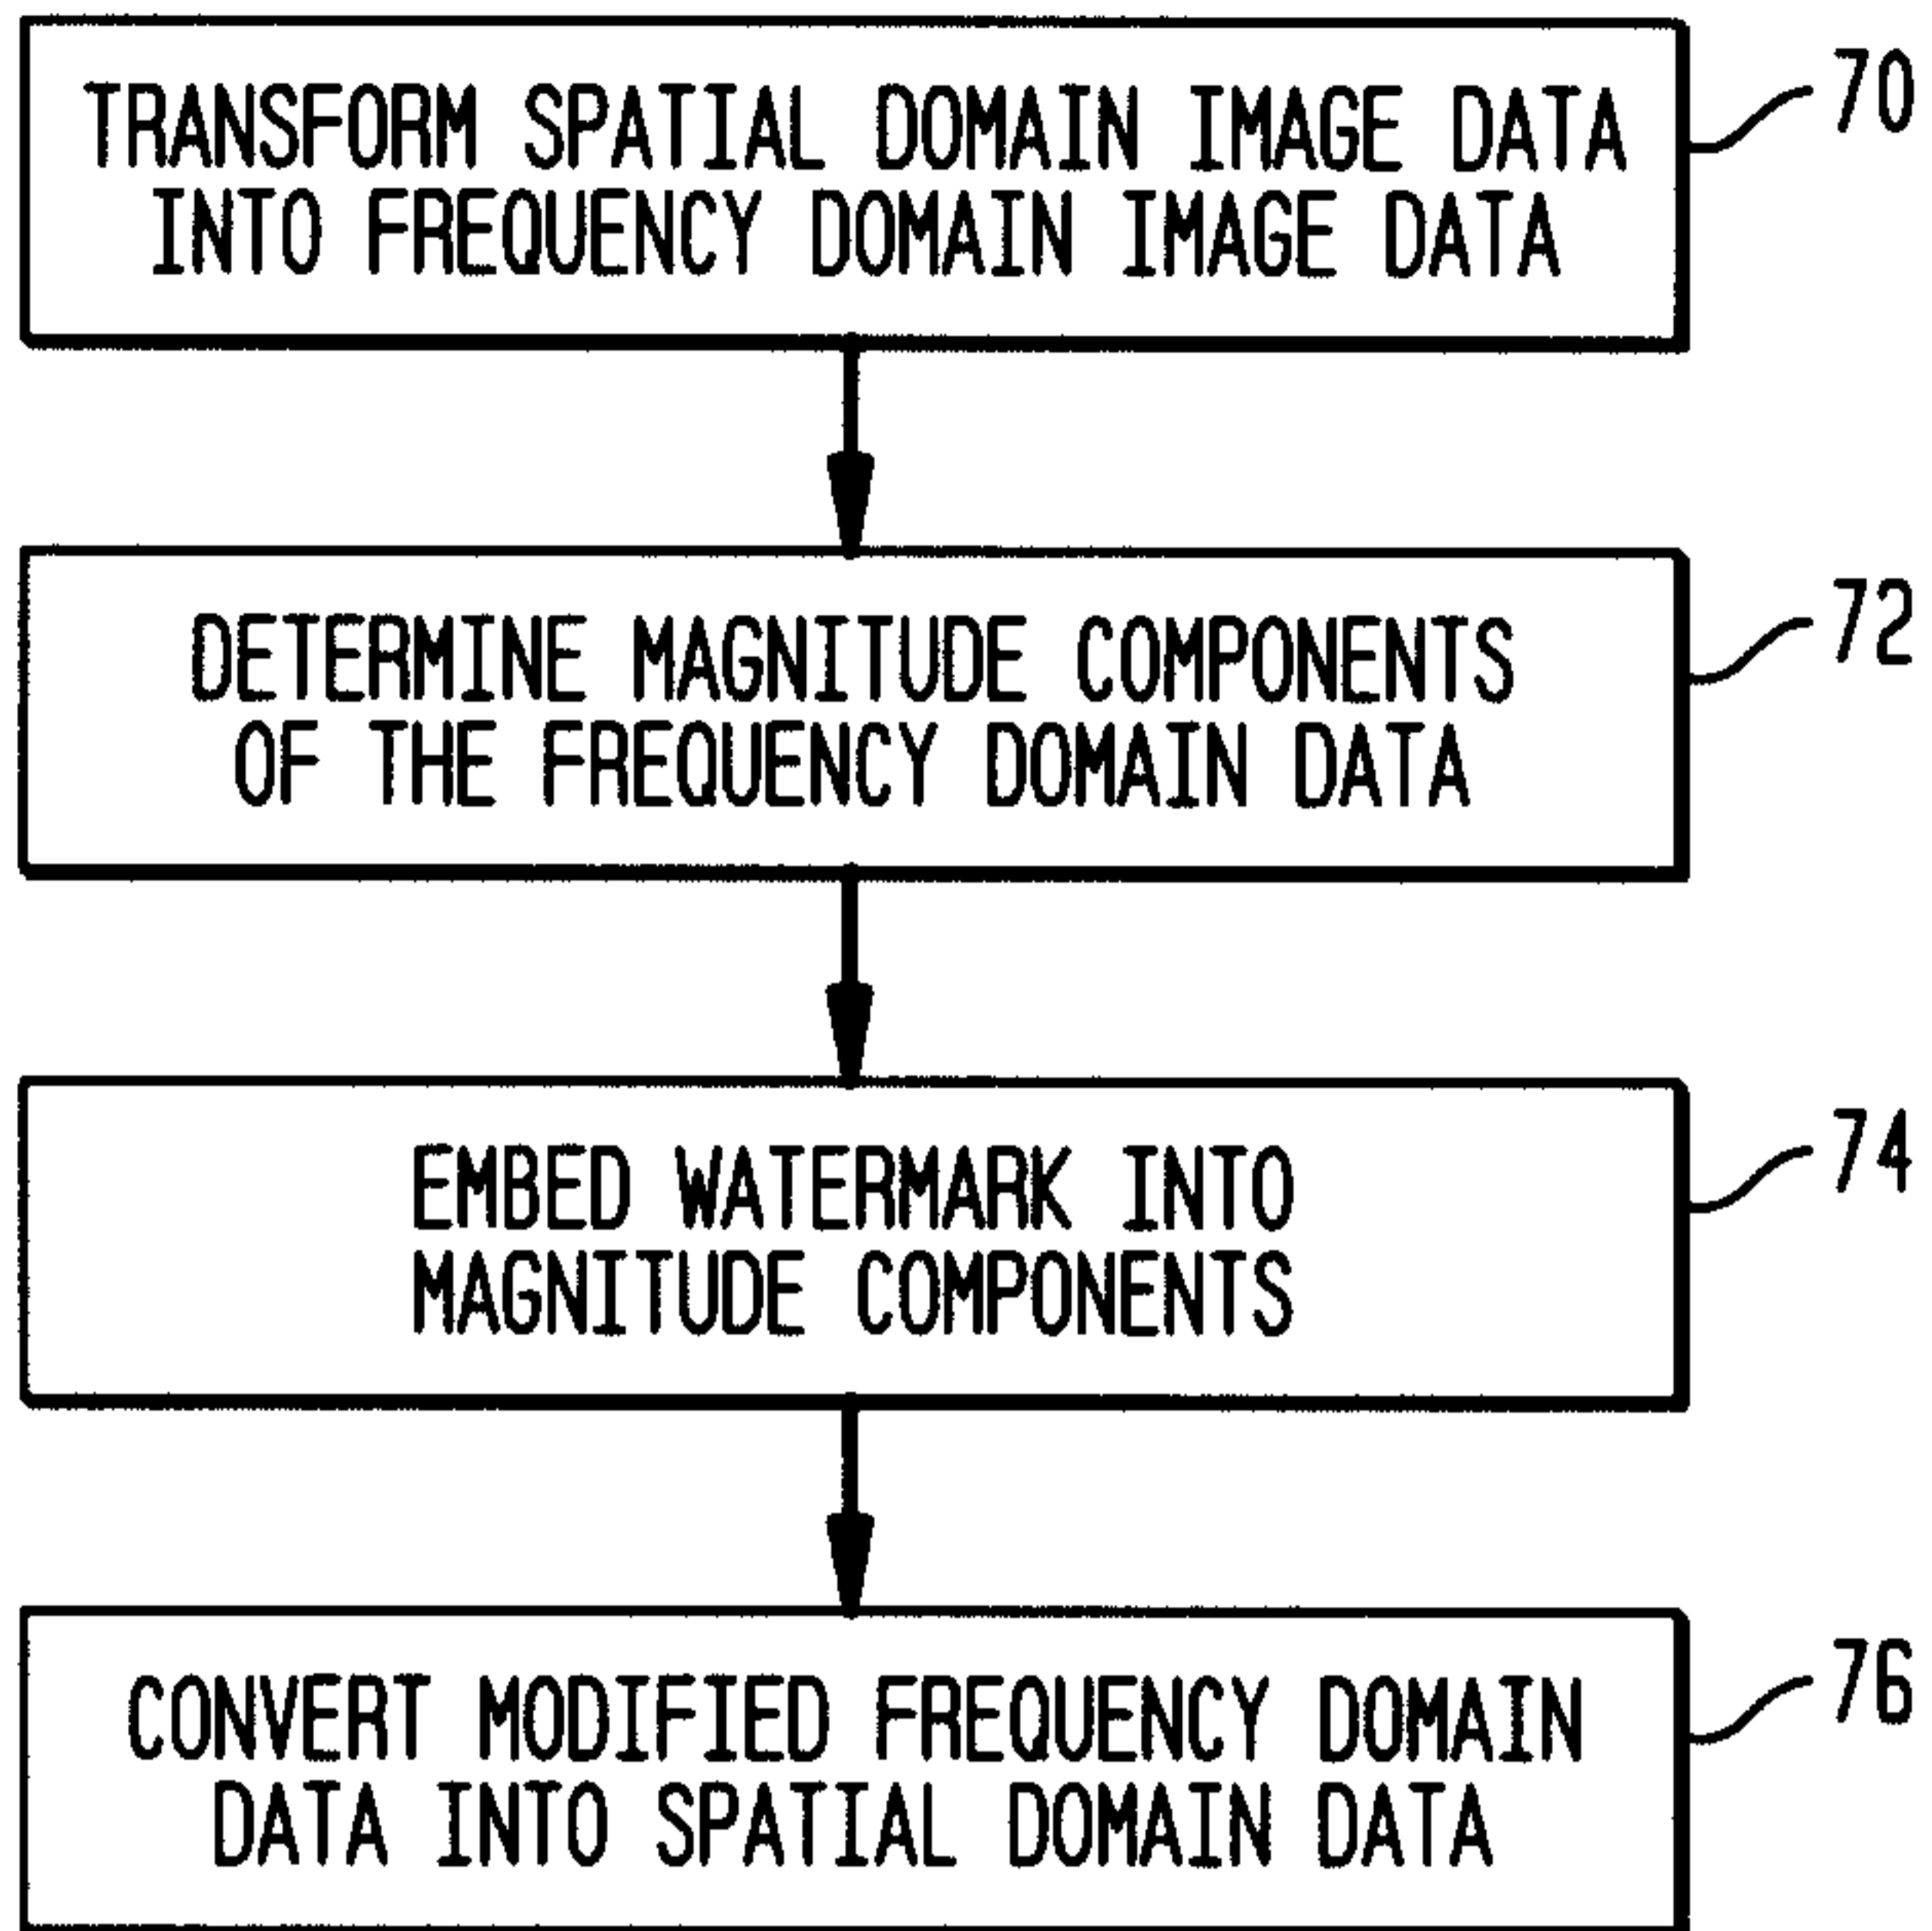 TRANSFORM SPATIAL DOMAIN IMAGE DATA
INTO FREQUENCY DOMAIN IMAGE DATA
70
DETERMINE MAGNITUDE COMPONENTS
OF THE FREQUENCY DOMAIN DATA
72
EMBED WATERMARK INTO
MAGNITUDE COMPONENTS
74
CONVERT MODIFIED FREQUENCY DOMAIN
DATA INTO SPATIAL DOMAIN DATA
76